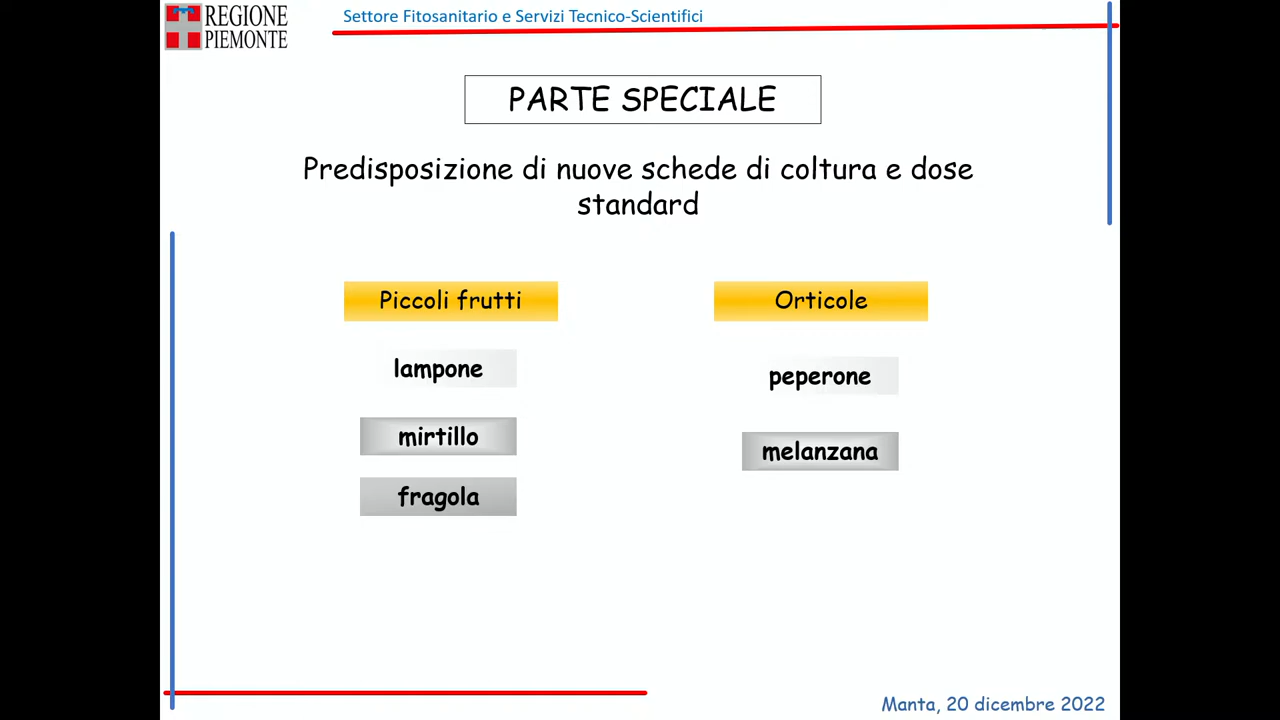 REGIONE
PIEMONTE
Settore Fitosanitario e Servizi Tecnico-Scientifici
PARTE SPECIALE
Predisposizione di nuove schede di coltura e dose
standard
Piccoli frutti
lampone
mirtillo
fragola
Orticole
peperone
melanzana
Manta, 20 dicembre 2022